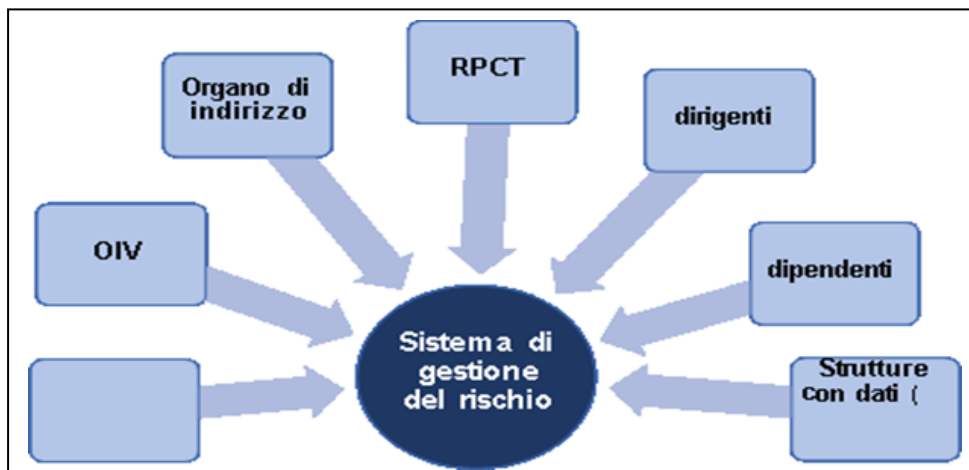 RPCT
Organo di
indirizzo
dirigenti
OIV
dipendenti
Sistema di
gestione
del rischio
Strutture
con dati (